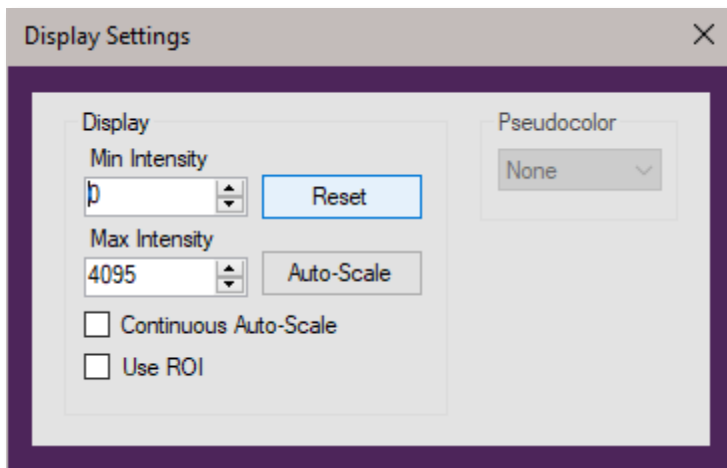 Display Settings
Display
Min Intensity
0
Reset
Max Intensity
4095
Auto-Scale
Continuous Auto-Scale
Use ROI
Pseudocolor
None